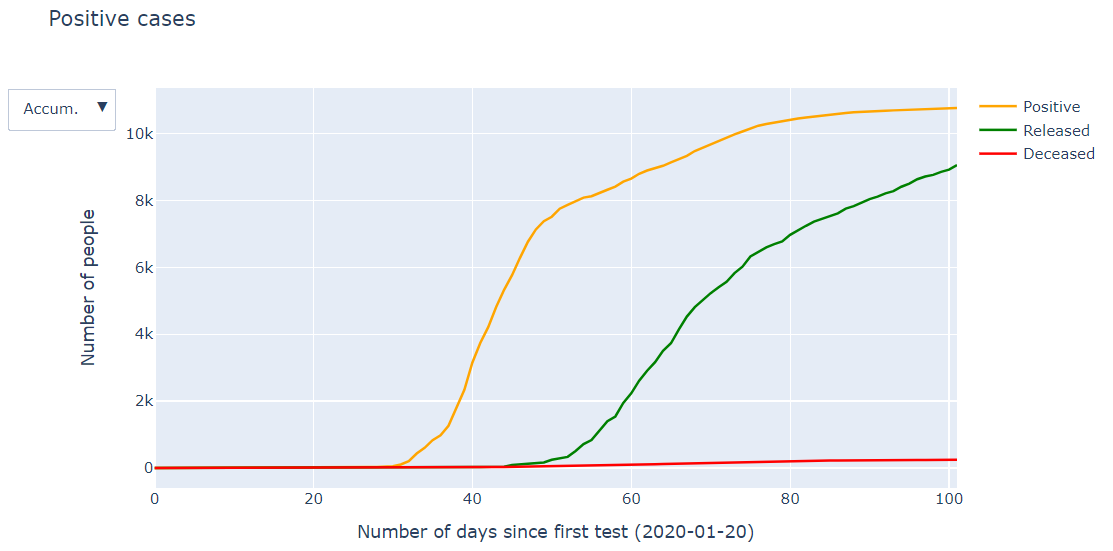 Positive cases
Accum. ▼
Positive
Released
Deceased
10k
8k
6k
4k
2k
0
Number of people
0 20 40 60 80 100
Number of days since first test (2020-01-20)